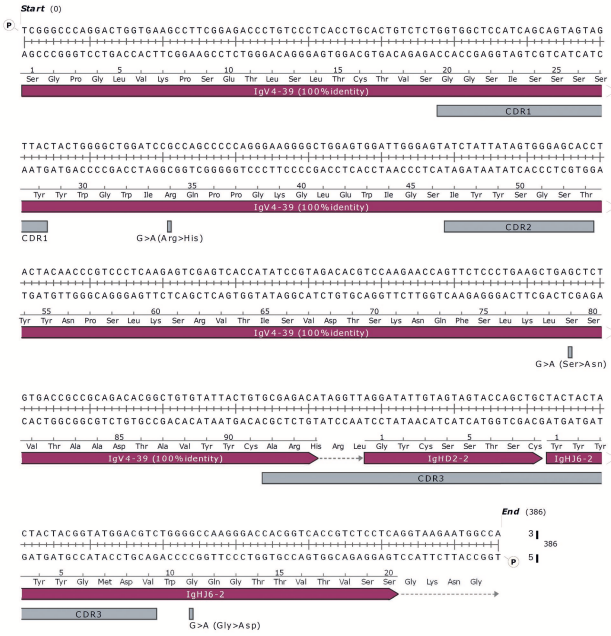 Start (0)
P
TCGGGCCCAGGACTGGTGAAGCCTTCGGAGACCCTGTCCCTCACCTGCACTGTCTCTGGTGGCTCCATCAGCAGTAGTAG
AGCCCGGGTCCTGACCACTTCGGAAGCCTCTGGGACAGGGAGTGGACGTGACAGAGACCACCGAGGTAGTCGTCATCATC
1 5 10 15 20 25
Ser Gly Pro Gly Leu Val Lys Pro Ser Glu Thr Leu Ser Leu Thr Cys Thr Val Ser Gly Gly Ser Ile Ser Ser Ser Ser
IgV4-39 (100%identity)
CDR1
TTACTACTGGGGCTGGATCCGCCAGCCCCCAGGGAAGGGGCTGGAGTGGATTGGGAGTATCTATTATAGTGGGAGCACCT
AATGATGACCCCGACCTAGGCGGTCGGGGGTCCCTTCCCCGACCTCACCTAACCCTCATAGATAATATCACCCTCGTGGA
30 35 40 45 50
Tyr Tyr Trp Gly Trp Ile Arg Gln Pro Pro Gly Lys Gly Leu Glu Trp Ile Gly Ser Ile Tyr Tyr Ser Gly Ser Thr
IgV4-39 (100%identity)
CDR1 G>A(Arg>His) CDR2
ACTACAACCCGTCCCTCAAGAGTCGAGTCACCATATCCGTAGACACGTCCAAGAACCAGTTCTCCCTGAAGCTGAGCTCT
TGATGTTGGGCAGGGAGTTCTCAGCTCAGTGGTATAGGCATCTGTGCAGGTTCTTGGTCAAGAGGGACTTCGACTCGAGA
55 60 65 70 75 80
Tyr Tyr Asn Pro Ser Leu Lys Ser Arg Val Thr Ile Ser Val Asp Thr Ser Lys Asn Gln Phe Ser Leu Lys Leu Ser Ser
IgV4-39 (100%identity)
G>A (Ser>Asn)
GTGACCGCCGCAGACACGGCTGTGTATTACTGTGCGAGACATAGGTTAGGATATTGTAGTAGTACCAGCTGCTACTACTA
CACTGGCGGCGTCTGTGCCGACACATAATGACACGCTCTGTATCCAATCCTATAACATCATCATGGTCGACGATGATGAT
85 90 1 5 1
Val Thr Ala Ala Asp Thr Ala Val Tyr Tyr Cys Ala Arg His Arg Leu Gly Tyr Cys Ser Ser Thr Ser Cys Tyr Tyr Tyr
IgV4-39 (100%identity) IgHD2-2 IgHJ6-2
CDR3
End (386)
CTACTACGGTATGGACGTCTGGGGCCAAGGGACCACGGTCACCGTCTCCTCAGGTAAGAATGGCCA 3
386
GATGATGCCATACCTGCAGACCCCGGTTCCCTGGTGCCAGTGGCAGAGGAGTCCATTCTTACCGGT 5
P
5 10 15 20
Tyr Tyr Gly Met Asp Val Trp Gly Gln Gly Thr Thr Val Thr Val Ser Ser Gly Lys Asn Gly
IgHJ6-2
CDR3 G>A (Gly>Asp)